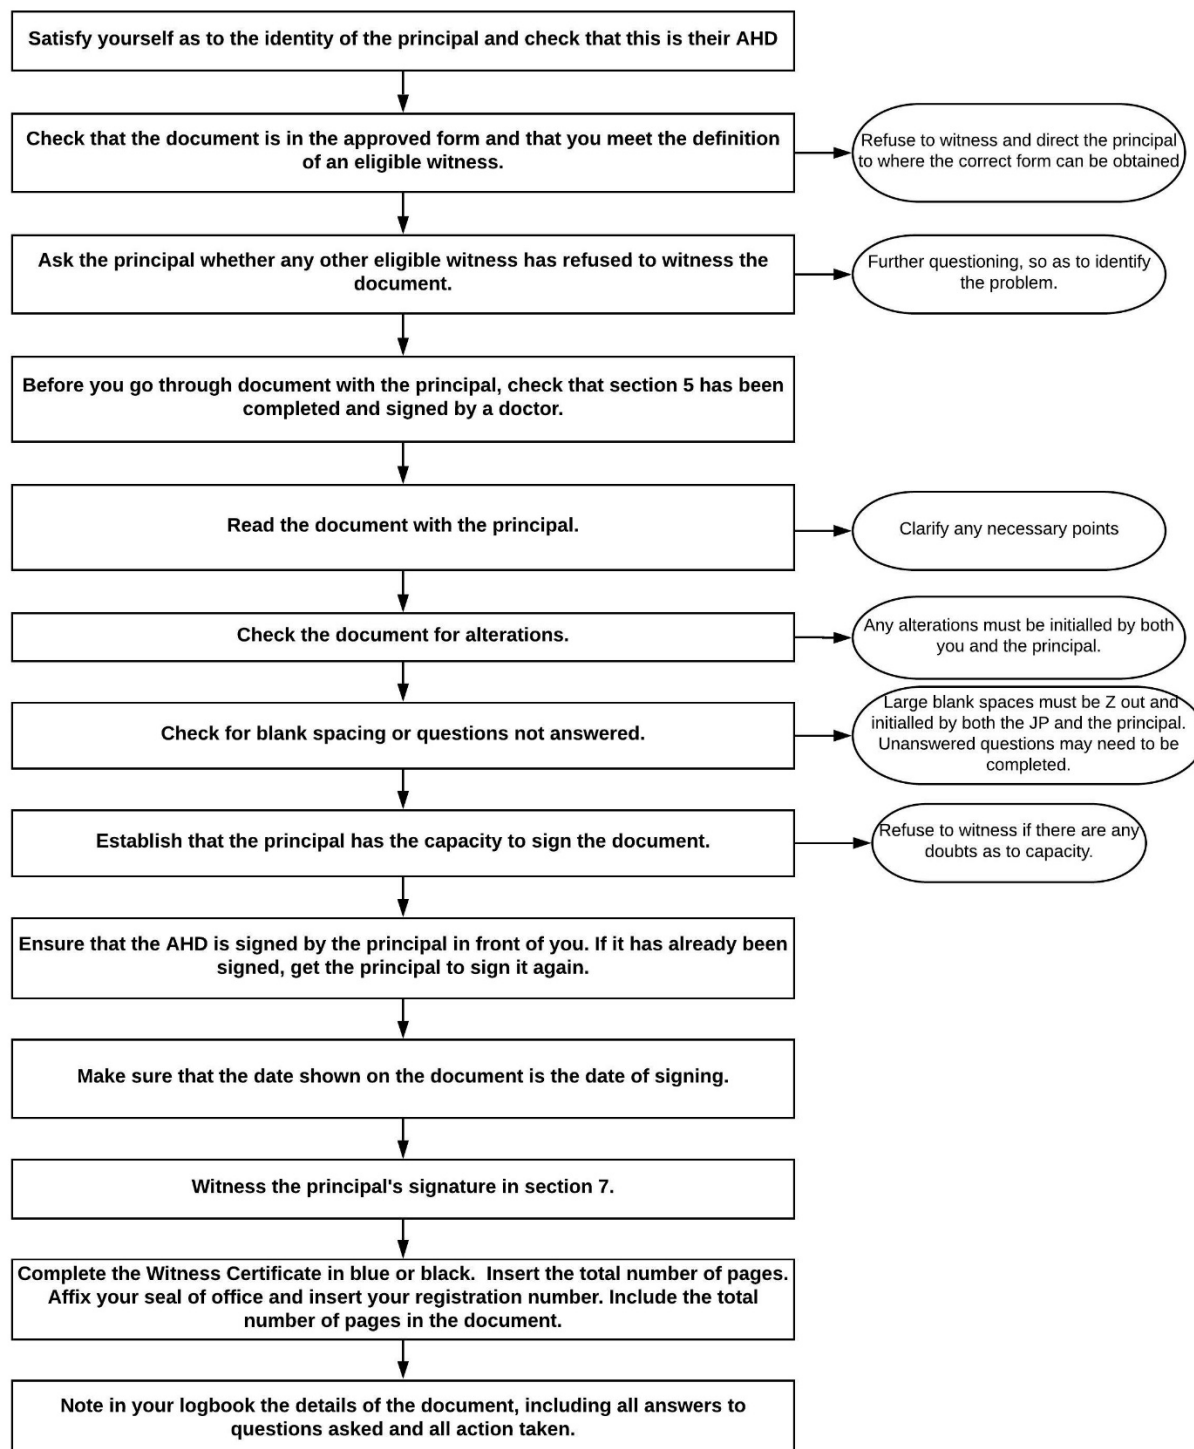 Satisfy yourself as to the identity of the principal and check that this is their AHD
Check that the document is in the approved form and that you meet the definition
of an eligible witness.
Refuse to witness and direct the principal
to where the correct form can be obtained
Ask the principal whether any other eligible witness has refused to witness the
document.
Further questioning, so as to identify
the problem.
Before you go through document with the principal, check that section 5 has been
completed and signed by a doctor.
Read the document with the principal.
Clarify any necessary points
Check the document for alterations.
Any alterations must be initialled by both
you and the principal.
Check for blank spacing or questions not answered.
Large blank spaces must be Z out and
initialled by both the JP and the principal.
Unanswered questions may need to be
completed.
Establish that the principal has the capacity to sign the document.
Refuse to witness if there are any
doubts as to capacity.
Ensure that the AHD is signed by the principal in front of you. If it has already been
signed, get the principal to sign it again.
Make sure that the date shown on the document is the date of signing.
Witness the principal's signature in section 7.
Complete the Witness Certificate in blue or black. Insert the total number of pages.
Affix your seal of office and insert your registration number. Include the total
number of pages in the document.
Note in your logbook the details of the document, including all answers to
questions asked and all action taken.